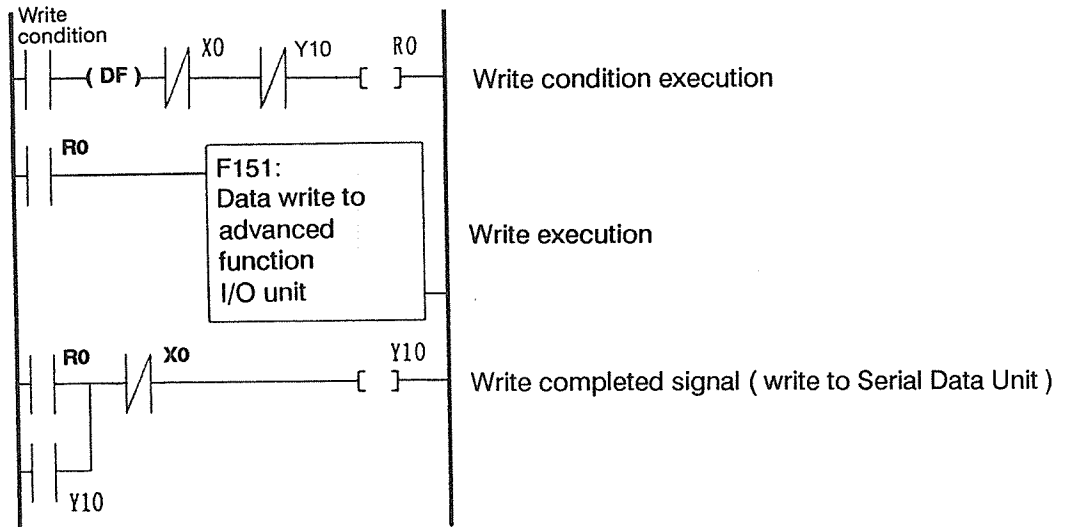 Write
condition
( DF ) X0 Y10 R0
Write condition execution
R0
F151:
Data write to
advanced
function
I/O unit
Write execution
R0 X0 Y10
Write completed signal ( write to Serial Data Unit )
Y10